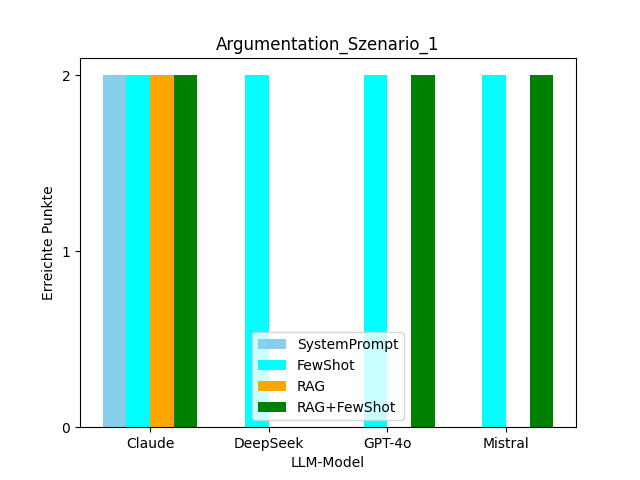 Argumentation_Szenario_1
2
1
0
Erreichte Punkte
SystemPrompt
FewShot
RAG
RAG+FewShot
Claude
DeepSeek
GPT-4o
Mistral
LLM-Model